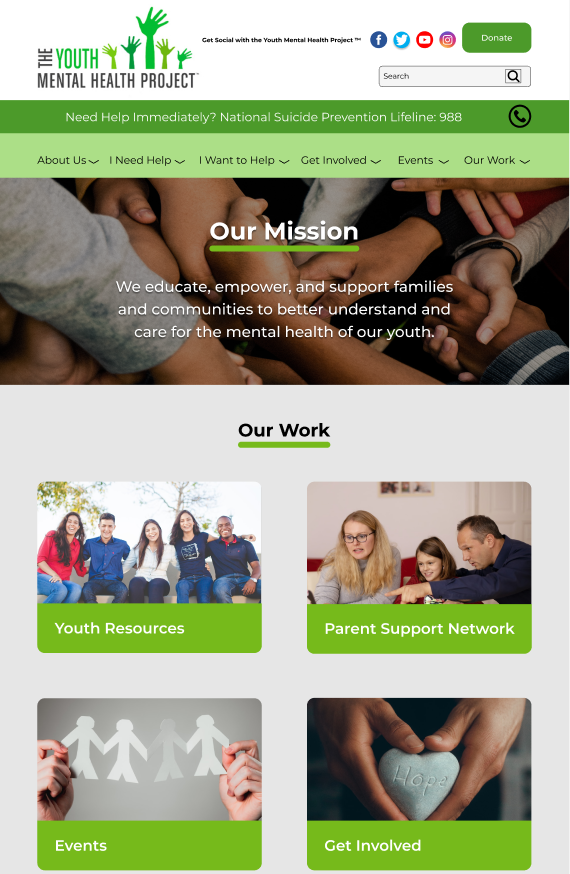 THE YOUTH
MENTAL HEALTH PROJECT™
Get Social with the Youth Mental Health Project ™
Donate
Search
Need Help Immediately? National Suicide Prevention Lifeline: 988
About Us
I Need Help
I Want to Help
Get Involved
Events
Our Work
Our Mission
We educate, empower, and support families
and communities to better understand and
care for the mental health of our youth.
Our Work
Youth Resources
Parent Support Network
Hope
Events
Get Involved